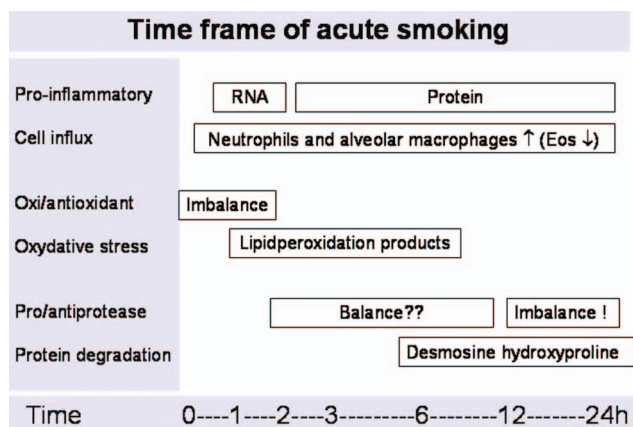 Time frame of acute smoking
Pro-inflammatory RNA Protein
Cell influx Neutrophils and alveolar macrophages ↑ (Eos ↓)
Oxi/antioxidant Imbalance
Oxydative stress Lipidperoxidation products
Pro/antiprotease Balance?? Imbalance !
Protein degradation Desmosine hydroxyproline
Time 0----1----2---3--------6--------12-------24h